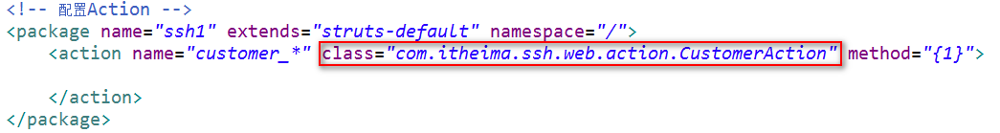 <!-- 配置Action -->
<package name="ssh1" extends="struts-default" namespace="/">
<action name="customer_*" class="com.itheima.ssh.web.action.CustomerAction" method="{1}">
</action>
</package>